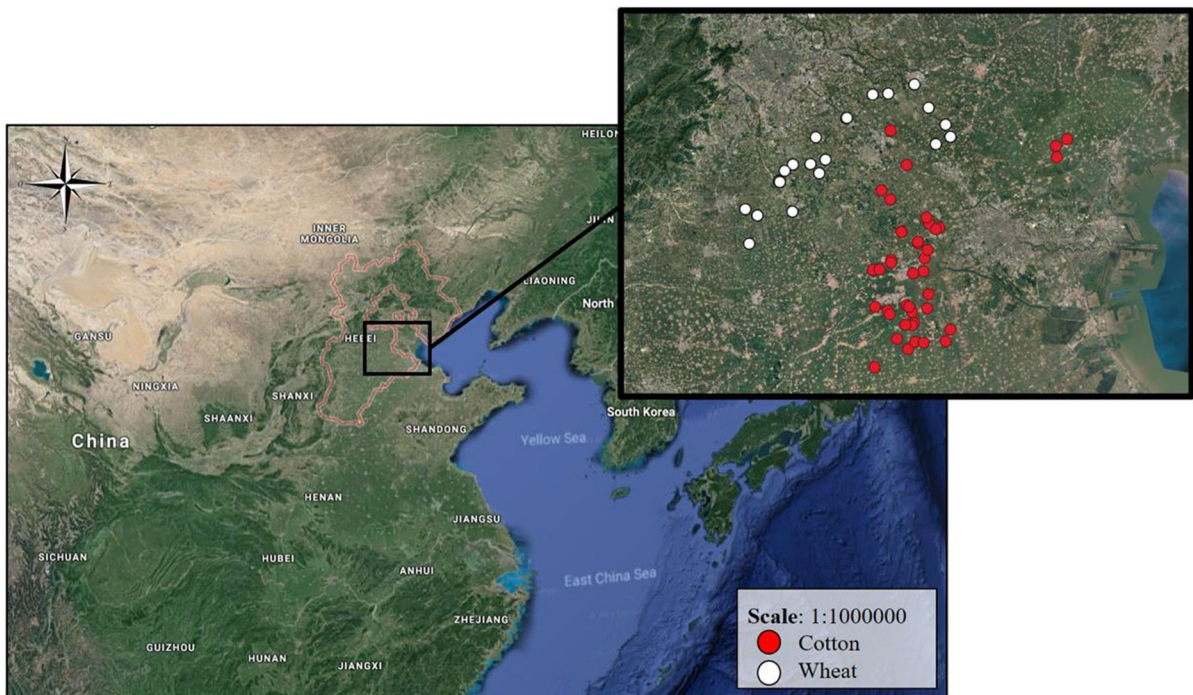 HEILON
INNER
MONGOLIA
JILIN
LIAONING
North
GANSU
HEBEI
NINGXIA
SHANXI
SHAANXI
China
SHANDONG
South Korea
Yellow Sea
HENAN
JIANGSU
SICHUAN
HUBEI
ANHUI
East China Sea
ZHEJIANG
GUIZHOU
HUNAN
JIANGXI
Scale: 1:1000000
Cotton
Wheat